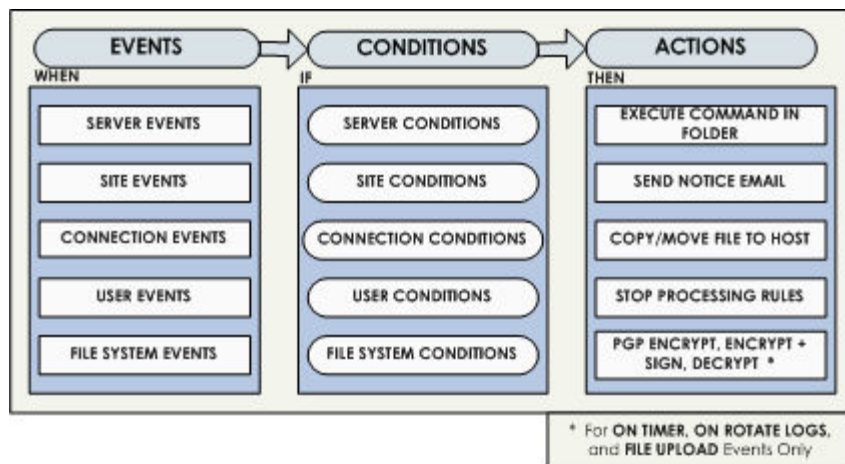 EVENTS
CONDITIONS
ACTIONS
WHEN
IF
THEN
SERVER EVENTS
SITE EVENTS
CONNECTION EVENTS
USER EVENTS
FILE SYSTEM EVENTS
SERVER CONDITIONS
SITE CONDITIONS
CONNECTION CONDITIONS
USER CONDITIONS
FILE SYSTEM CONDITIONS
EXECUTE COMMAND IN
FOLDER
SEND NOTICE EMAIL
COPY/MOVE FILE TO HOST
STOP PROCESSING RULES
PGP ENCRYPT, ENCRYPT +
SIGN, DECRYPT *
* For ON TIMER, ON ROTATE LOGS,
and FILE UPLOAD Events Only